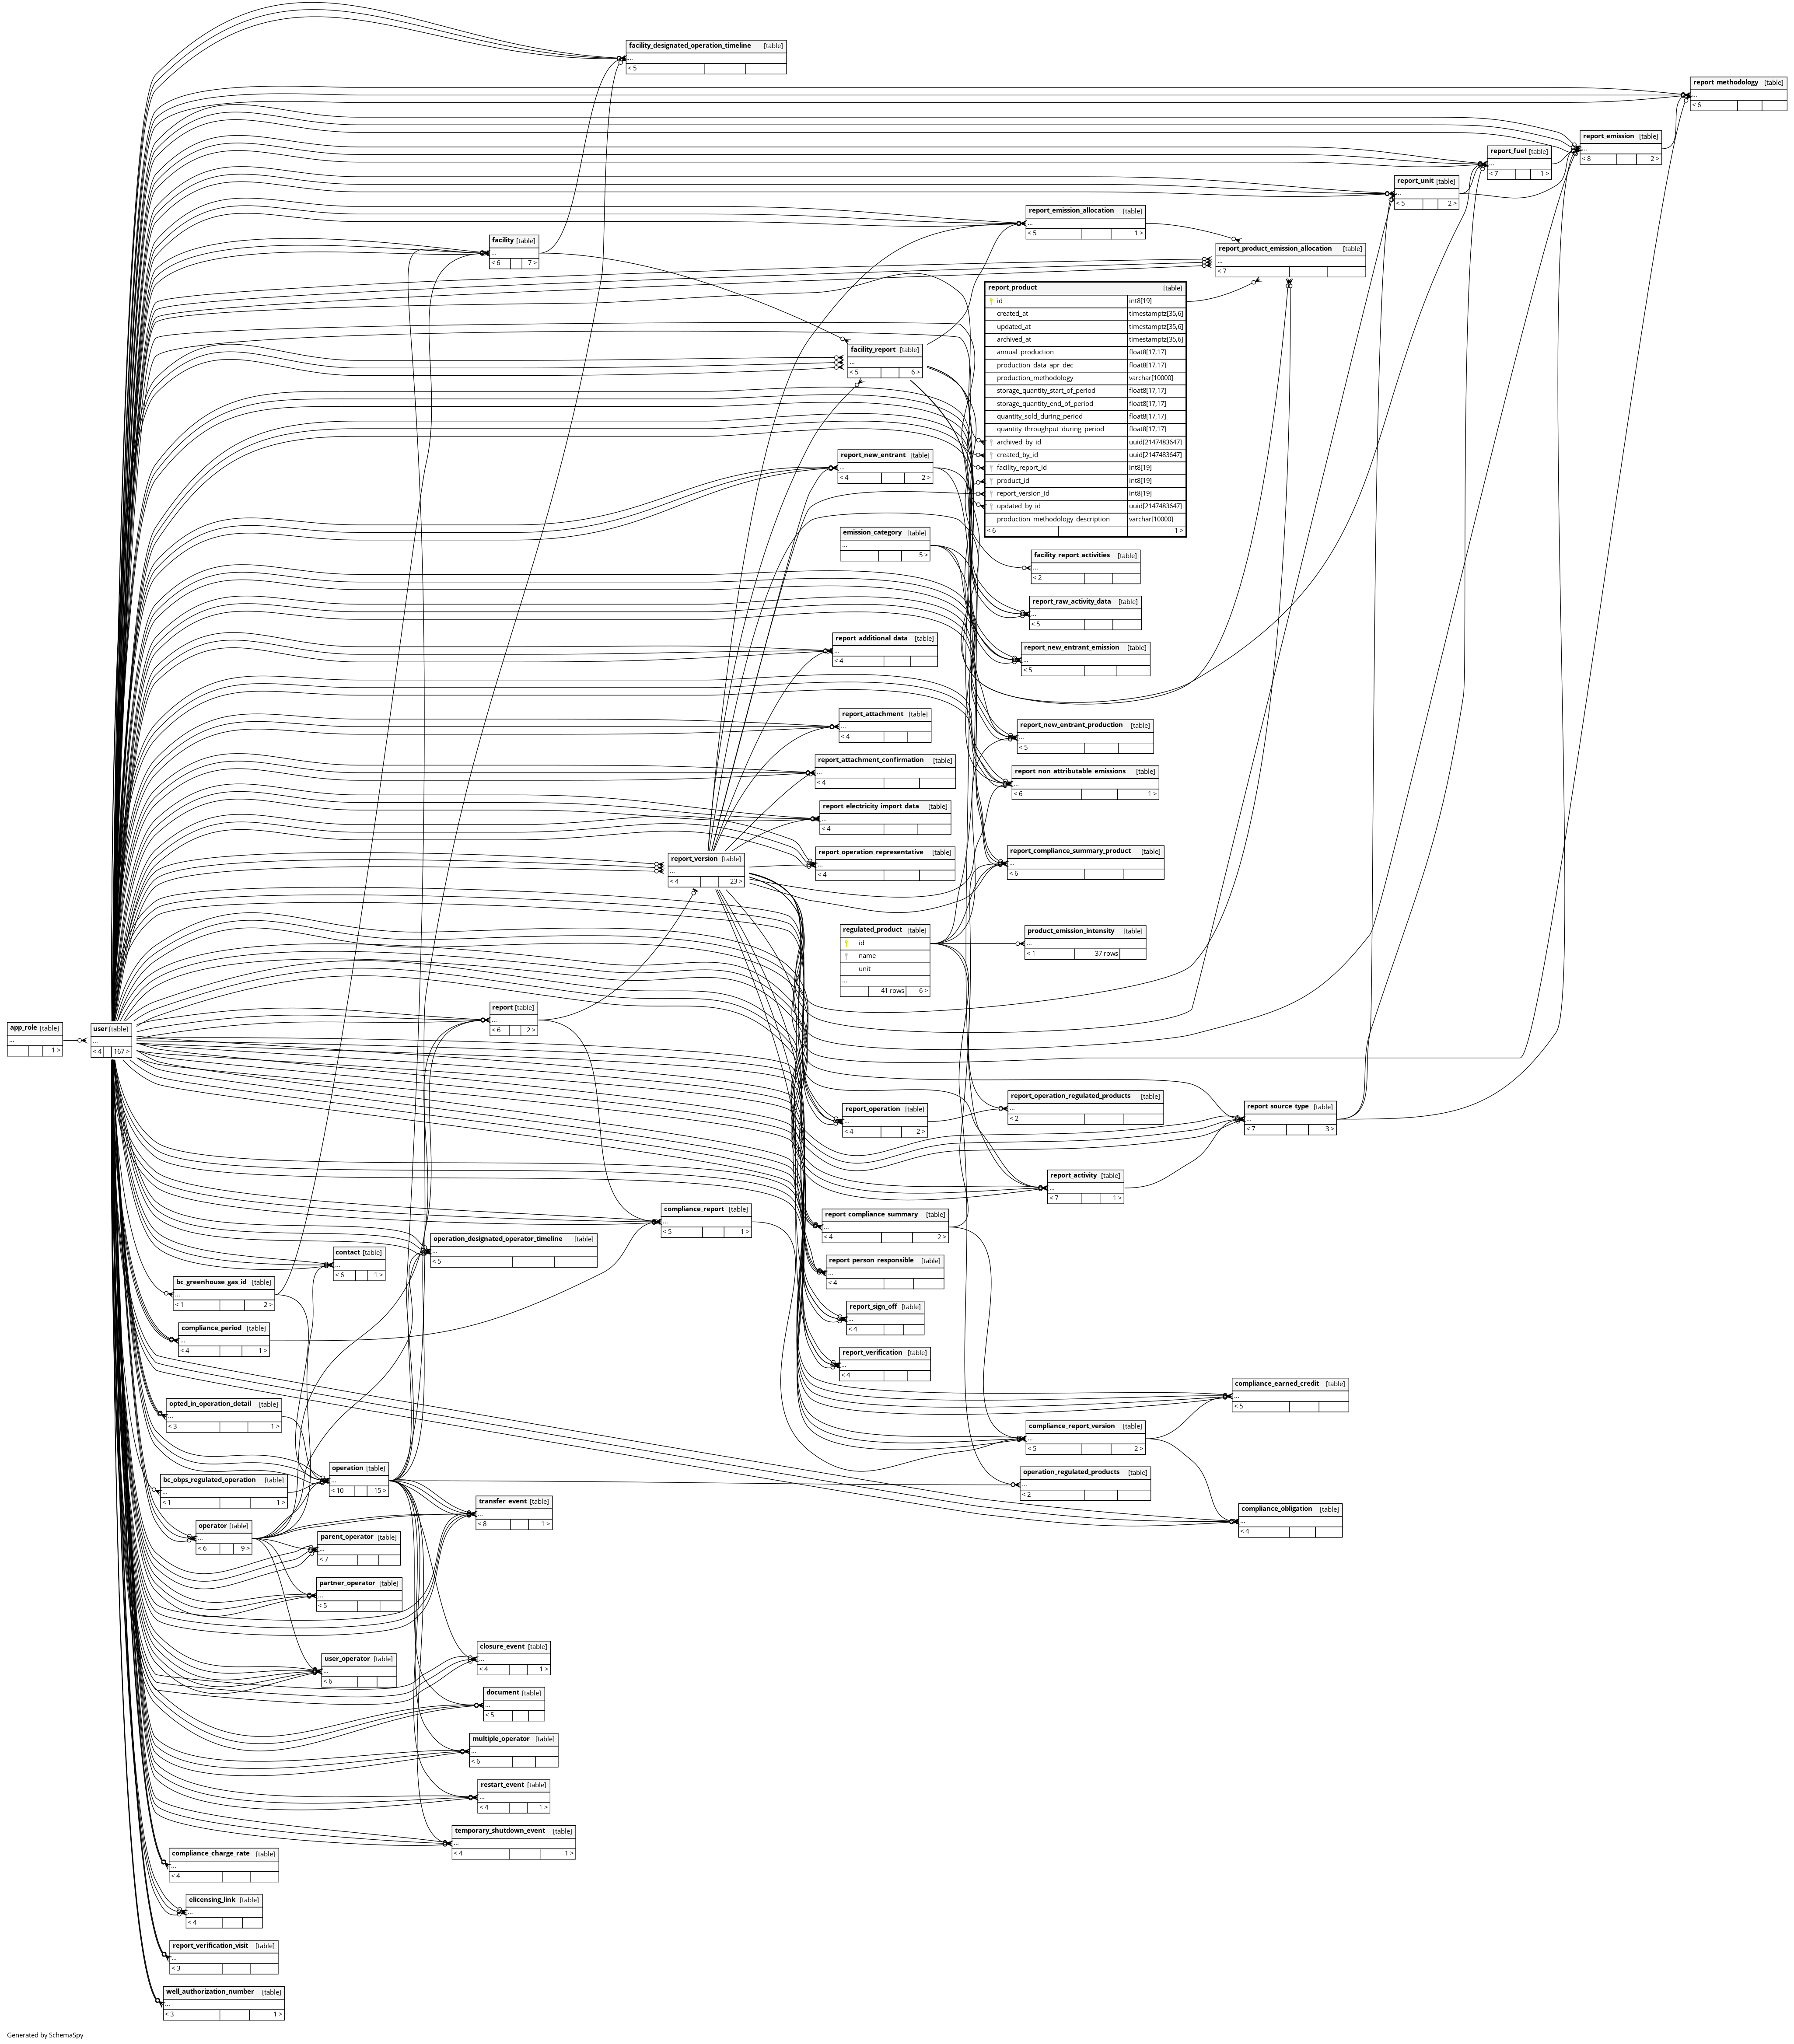 facility_designated_operation_timeline [table]
...
< 5
report_methodology [table]
...
< 6
report_emission [table]
...
< 8 2 >
report_fuel [table]
...
< 7 1 >
report_unit [table]
...
< 5 2 >
report_emission_allocation [table]
...
< 5 1 >
facility [table]
...
< 6 7 >
report_product_emission_allocation [table]
...
< 7
report_product [table]
id int8[19]
created_at timestamptz[35,6]
updated_at timestamptz[35,6]
archived_at timestamptz[35,6]
annual_production float8[17,17]
production_data_apr_dec float8[17,17]
production_methodology varchar[10000]
storage_quantity_start_of_period float8[17,17]
storage_quantity_end_of_period float8[17,17]
quantity_sold_during_period float8[17,17]
quantity_throughput_during_period float8[17,17]
archived_by_id uuid[2147483647]
created_by_id uuid[2147483647]
facility_report_id int8[19]
product_id int8[19]
report_version_id int8[19]
updated_by_id uuid[2147483647]
production_methodology_description varchar[10000]
< 6 1 >
facility_report [table]
...
< 5 6 >
report_new_entrant [table]
...
< 4 2 >
emission_category [table]
...
5 >
facility_report_activities [table]
...
< 2
report_raw_activity_data [table]
...
< 5
report_additional_data [table]
...
< 4
report_new_entrant_emission [table]
...
< 5
report_attachment [table]
...
< 4
report_new_entrant_production [table]
...
< 5
report_attachment_confirmation [table]
...
< 4
report_non_attributable_emissions [table]
...
< 6 1 >
report_electricity_import_data [table]
...
< 4
report_operation_representative [table]
...
< 4
report_version [table]
...
< 4 23 >
report_compliance_summary_product [table]
...
< 6
regulated_product [table]
id
name
unit
...
41 rows 6 >
product_emission_intensity [table]
...
< 1 37 rows
report [table]
...
< 6 2 >
app_role [table]
...
1 >
user [table]
...
< 4 167 >
report_operation_regulated_products [table]
...
< 2
report_operation [table]
...
< 4 2 >
report_source_type [table]
...
< 7 3 >
report_activity [table]
...
< 7 1 >
compliance_report [table]
...
< 5 1 >
report_compliance_summary [table]
...
< 4 2 >
operation_designated_operator_timeline [table]
...
< 5
contact [table]
...
< 6 1 >
report_person_responsible [table]
...
< 4
bc_greenhouse_gas_id [table]
...
< 1 2 >
report_sign_off [table]
...
< 4
compliance_period [table]
...
< 4 1 >
report_verification [table]
...
< 4
compliance_earned_credit [table]
...
< 5
opted_in_operation_detail [table]
...
< 3 1 >
compliance_report_version [table]
...
< 5 2 >
operation [table]
...
< 10 15 >
operation_regulated_products [table]
...
< 2
bc_obps_regulated_operation [table]
...
< 1 1 >
transfer_event [table]
...
< 8 1 >
compliance_obligation [table]
...
< 4
operator [table]
...
< 6 9 >
parent_operator [table]
...
< 7
partner_operator [table]
...
< 5
closure_event [table]
...
< 4 1 >
user_operator [table]
...
< 6
document [table]
...
< 5
multiple_operator [table]
...
< 6
restart_event [table]
...
< 4 1 >
temporary_shutdown_event [table]
...
< 4 1 >
compliance_charge_rate [table]
...
< 4
elicensing_link [table]
...
< 4
report_verification_visit [table]
...
< 3
well_authorization_number [table]
...
< 3 1 >
Generated by SchemaSpy